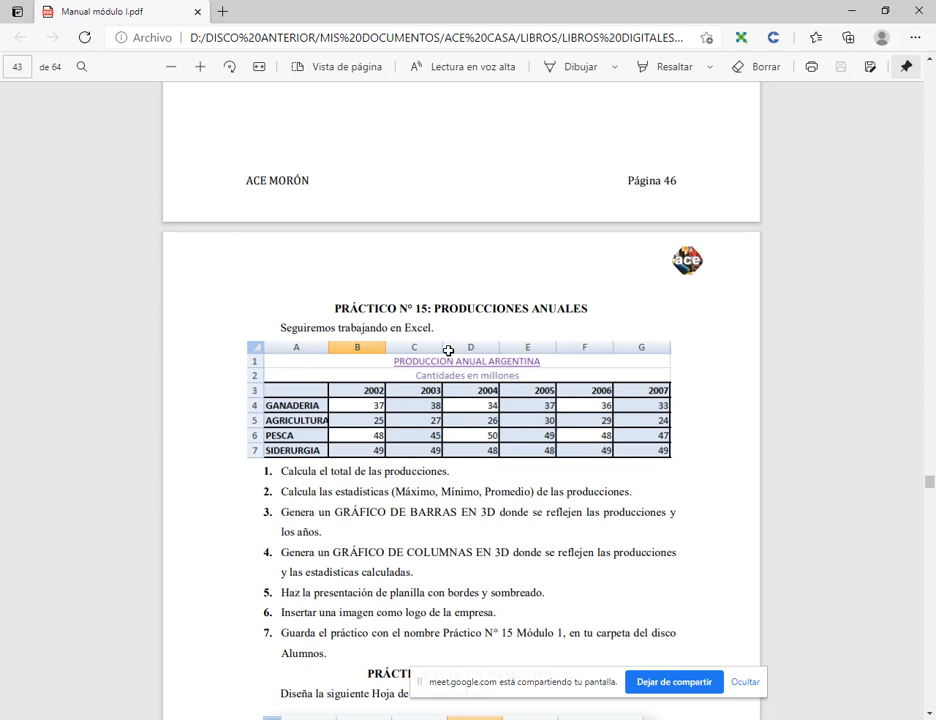 Manual módulo I.pdf
Archivo D:/DISCO%20ANTERIOR/MIS%20DOCUMENTOS/ACE%20CASA/LIBROS/LIBROS%20DIGITALES...
43 de 64 Vista de página Lectura en voz alta Dibujar Resaltar Borrar
ACE MORÓN Página 46
ace
PRÁCTICO N° 15: PRODUCCIONES ANUALES
Seguiremos trabajando en Excel.
A B C D E F G
1 PRODUCCION ANUAL ARGENTINA
2 Cantidades en millones
3 2002 2003 2004 2005 2006 2007
4 GANADERIA 37 38 34 37 36 33
5 AGRICULTURA 25 27 26 30 29 24
6 PESCA 48 45 50 49 48 47
7 SIDERURGIA 49 49 48 48 49 49
1. Calcula el total de las producciones.
2. Calcula las estadísticas (Máximo, Mínimo, Promedio) de las producciones.
3. Genera un GRÁFICO DE BARRAS EN 3D donde se reflejen las producciones y
los años.
4. Genera un GRÁFICO DE COLUMNAS EN 3D donde se reflejen las producciones
y las estadísticas calculadas.
5. Haz la presentación de planilla con bordes y sombreado.
6. Insertar una imagen como logo de la empresa.
7. Guarda el práctico con el nombre Práctico N° 15 Módulo 1, en tu carpeta del disco
Alumnos.
PRÁCT
Diseña la siguiente Hoja de
meet.google.com está compartiendo tu pantalla. Dejar de compartir Ocultar